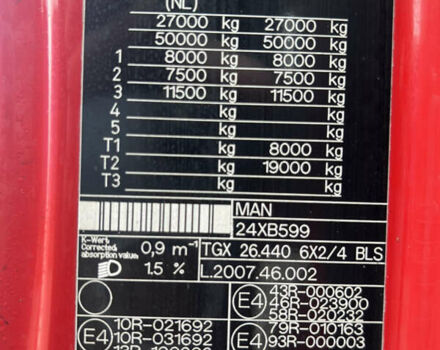 (NL)
27000 kg 27000 kg
50000 kg 50000 kg
1 8000 kg 8000 kg
2 7500 kg 7500 kg
3 11500 kg 11500 kg
4 kg kg
5 kg kg
T1 kg 8000 kg
T2 kg 19000 kg
T3 kg kg
MAN
24XB599
K-Wert
Corrected
absorption value
0,9 m⁻¹
TGX 26.440 6X2/4 BLS
1.5 %
L.2007.46.002
E4
43R-000602
46R-023900
58R-020232
E4
10R-021692
10R-031692
E4
79R-010163
93R-000003